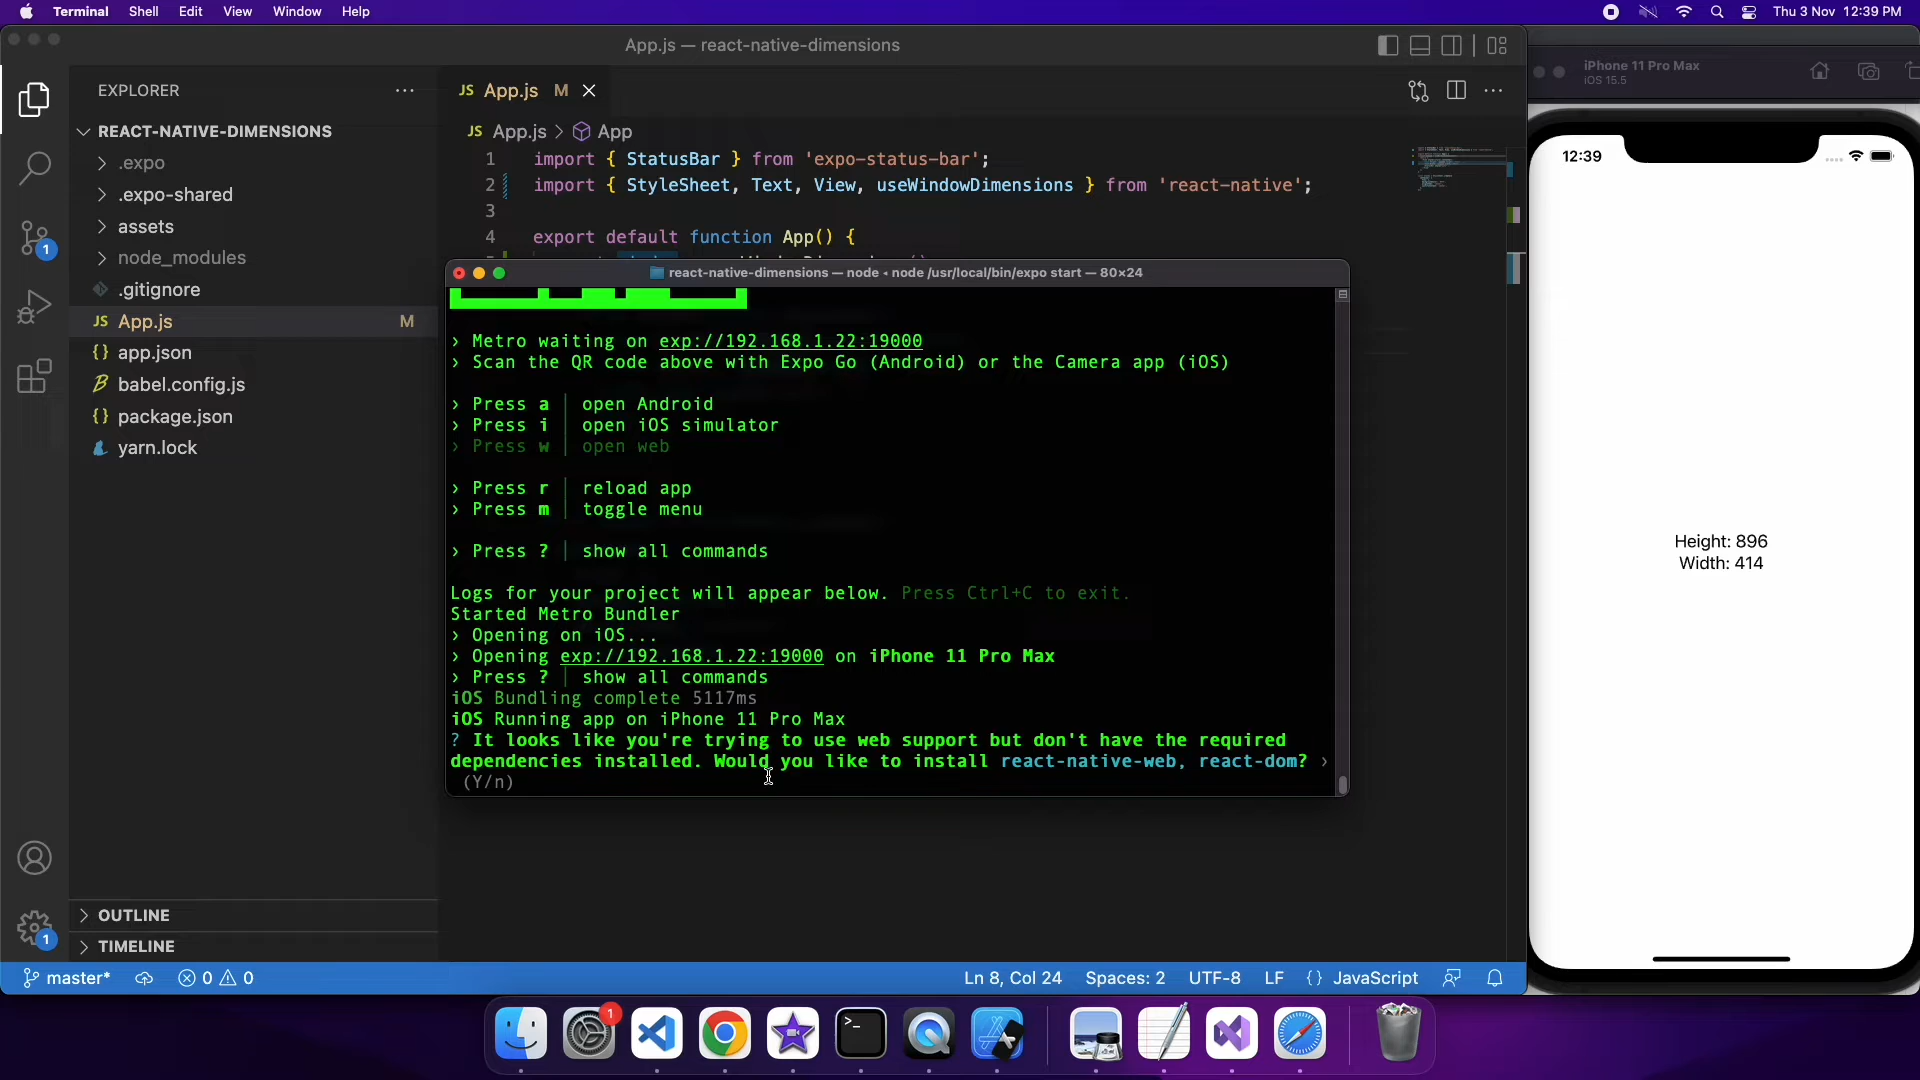 Terminal Shell Edit View Window Help
Thu 3 Nov 12:39 PM
App.js — react-native-dimensions
EXPLORER
REACT-NATIVE-DIMENSIONS
.expo
.expo-shared
assets
node_modules
.gitignore
JS App.js M
{} app.json
babel.config.js
{} package.json
yarn.lock
OUTLINE
TIMELINE
1
1
JS App.js M
JS App.js > App
1 import { StatusBar } from 'expo-status-bar';
2 import { StyleSheet, Text, View, useWindowDimensions } from 'react-native';
3
4 export default function App() {
react-native-dimensions — node ◂ node /usr/local/bin/expo start — 80×24
› Metro waiting on exp://192.168.1.22:19000
› Scan the QR code above with Expo Go (Android) or the Camera app (iOS)
› Press a │ open Android
› Press i │ open iOS simulator
› Press w │ open web
› Press r │ reload app
› Press m │ toggle menu
› Press ? │ show all commands
Logs for your project will appear below. Press Ctrl+C to exit.
Started Metro Bundler
› Opening on iOS...
› Opening exp://192.168.1.22:19000 on iPhone 11 Pro Max
› Press ? │ show all commands
iOS Bundling complete 5117ms
iOS Running app on iPhone 11 Pro Max
? It looks like you're trying to use web support but don't have the required
dependencies installed. Would you like to install react-native-web, react-dom? ›
(Y/n)
master* 0 0
Ln 8, Col 24 Spaces: 2 UTF-8 LF {} JavaScript
iPhone 11 Pro Max
iOS 15.5
12:39
Height: 896
Width: 414
1